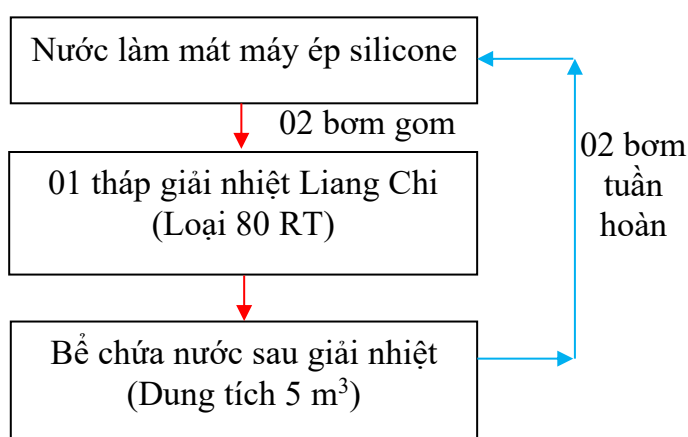 Nước làm mát máy ép silicone
02 bơm gom
01 tháp giải nhiệt Liang Chi
(Loại 80 RT)
02 bơm
tuần
hoàn
Bể chứa nước sau giải nhiệt
(Dung tích 5 m³)